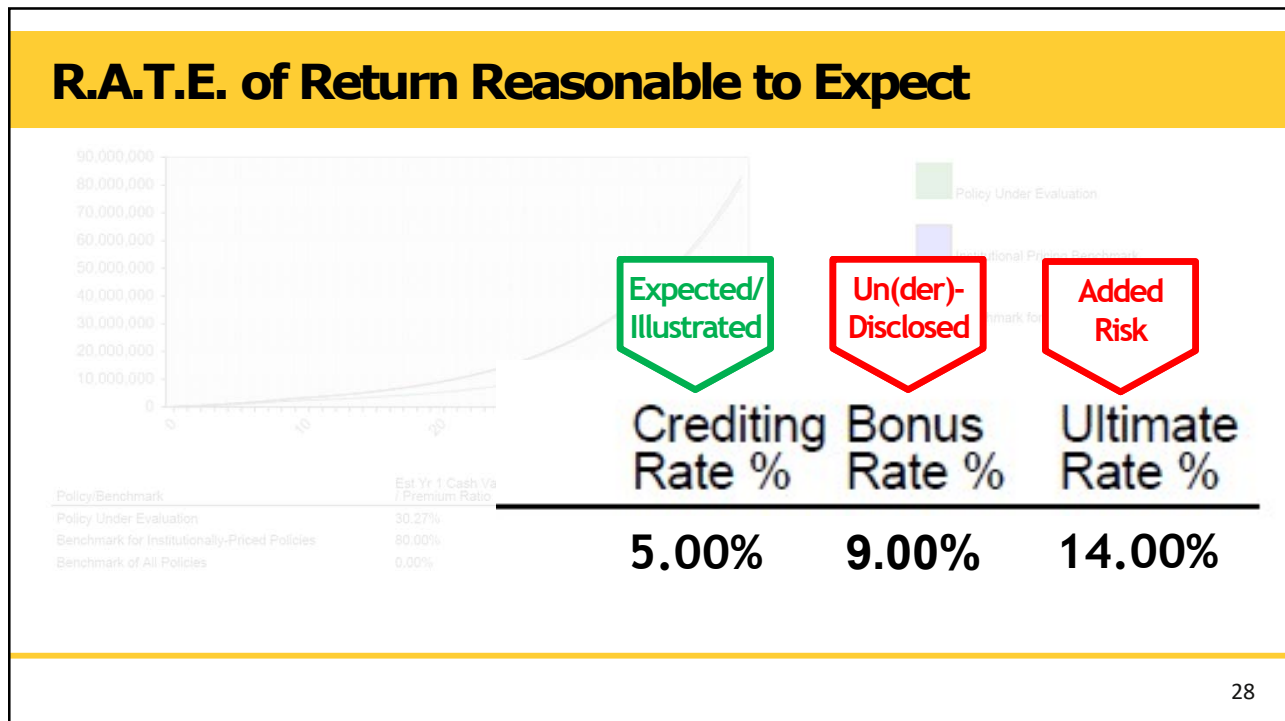 R.A.T.E. of Return Reasonable to Expect
90,000,000
80,000,000
70,000,000
60,000,000
50,000,000
40,000,000
30,000,000
20,000,000
10,000,000
0
0
10
20
Policy Under Evaluation
Institutional Pricing Benchmark
Expected/
Illustrated
Un(der)-
Disclosed
Added
Risk
Crediting
Rate %
Bonus
Rate %
Ultimate
Rate %
Policy/Benchmark
Est Yr 1 Cash Va
/ Premium Ratio
Policy Under Evaluation 30.27%
Benchmark for Institutionally-Priced Policies 80.00%
Benchmark of All Policies 0.00%
5.00% 9.00% 14.00%
28